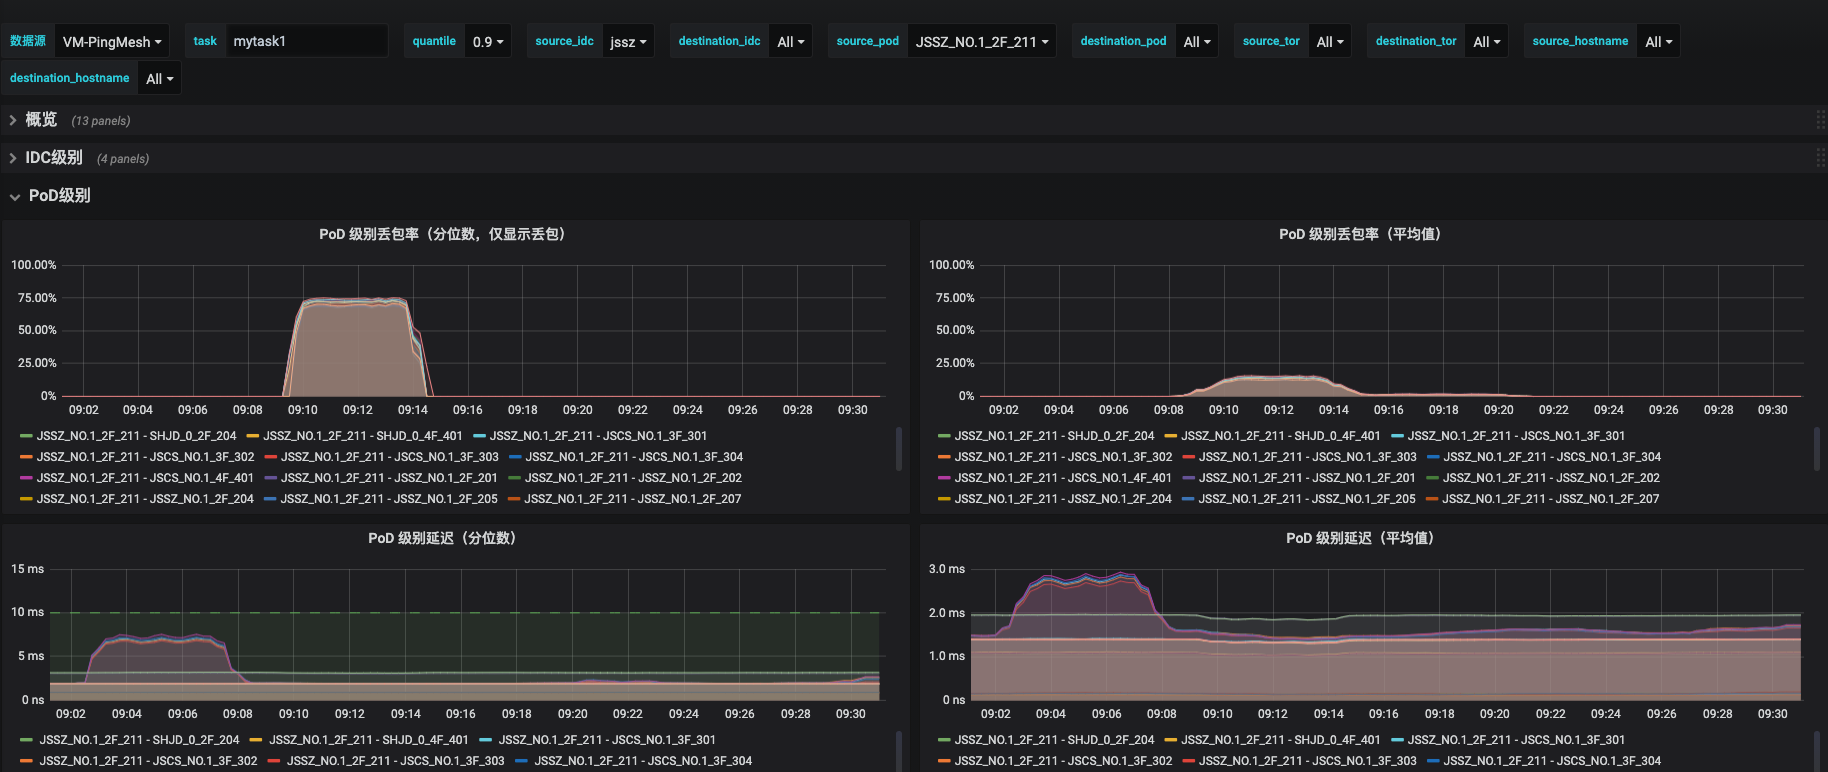 数据源 VM-PingMesh task mytask1 quantile 0.9 source_idc jssz destination_idc All source_pod JSSZ_NO.1_2F_211 destination_pod All source_tor All destination_tor All source_hostname All
destination_hostname All
概览 (13 panels)
IDC级别 (4 panels)
PoD级别
PoD 级别丢包率（分位数，仅显示丢包）
100.00%
75.00%
50.00%
25.00%
0%
09:02 09:04 09:06 09:08 09:10 09:12 09:14 09:16 09:18 09:20 09:22 09:24 09:26 09:28 09:30
JSSZ_NO.1_2F_211 - SHJD_0_2F_204 JSSZ_NO.1_2F_211 - SHJD_0_4F_401 JSSZ_NO.1_2F_211 - JSCS_NO.1_3F_301
JSSZ_NO.1_2F_211 - JSCS_NO.1_3F_302 JSSZ_NO.1_2F_211 - JSCS_NO.1_3F_303 JSSZ_NO.1_2F_211 - JSCS_NO.1_3F_304
JSSZ_NO.1_2F_211 - JSCS_NO.1_4F_401 JSSZ_NO.1_2F_211 - JSSZ_NO.1_2F_201 JSSZ_NO.1_2F_211 - JSSZ_NO.1_2F_202
JSSZ_NO.1_2F_211 - JSSZ_NO.1_2F_204 JSSZ_NO.1_2F_211 - JSSZ_NO.1_2F_205 JSSZ_NO.1_2F_211 - JSSZ_NO.1_2F_207
PoD 级别丢包率（平均值）
100.00%
75.00%
50.00%
25.00%
0%
09:02 09:04 09:06 09:08 09:10 09:12 09:14 09:16 09:18 09:20 09:22 09:24 09:26 09:28 09:30
JSSZ_NO.1_2F_211 - SHJD_0_2F_204 JSSZ_NO.1_2F_211 - SHJD_0_4F_401 JSSZ_NO.1_2F_211 - JSCS_NO.1_3F_301
JSSZ_NO.1_2F_211 - JSCS_NO.1_3F_302 JSSZ_NO.1_2F_211 - JSCS_NO.1_3F_303 JSSZ_NO.1_2F_211 - JSCS_NO.1_3F_304
JSSZ_NO.1_2F_211 - JSCS_NO.1_4F_401 JSSZ_NO.1_2F_211 - JSSZ_NO.1_2F_201 JSSZ_NO.1_2F_211 - JSSZ_NO.1_2F_202
JSSZ_NO.1_2F_211 - JSSZ_NO.1_2F_204 JSSZ_NO.1_2F_211 - JSSZ_NO.1_2F_205 JSSZ_NO.1_2F_211 - JSSZ_NO.1_2F_207
PoD 级别延迟（分位数）
15 ms
10 ms
5 ms
0 ns
09:02 09:04 09:06 09:08 09:10 09:12 09:14 09:16 09:18 09:20 09:22 09:24 09:26 09:28 09:30
JSSZ_NO.1_2F_211 - SHJD_0_2F_204 JSSZ_NO.1_2F_211 - SHJD_0_4F_401 JSSZ_NO.1_2F_211 - JSCS_NO.1_3F_301
JSSZ_NO.1_2F_211 - JSCS_NO.1_3F_302 JSSZ_NO.1_2F_211 - JSCS_NO.1_3F_303 JSSZ_NO.1_2F_211 - JSCS_NO.1_3F_304
PoD 级别延迟（平均值）
3.0 ms
2.0 ms
1.0 ms
0 ns
09:02 09:04 09:06 09:08 09:10 09:12 09:14 09:16 09:18 09:20 09:22 09:24 09:26 09:28 09:30
JSSZ_NO.1_2F_211 - SHJD_0_2F_204 JSSZ_NO.1_2F_211 - SHJD_0_4F_401 JSSZ_NO.1_2F_211 - JSCS_NO.1_3F_301
JSSZ_NO.1_2F_211 - JSCS_NO.1_3F_302 JSSZ_NO.1_2F_211 - JSCS_NO.1_3F_303 JSSZ_NO.1_2F_211 - JSCS_NO.1_3F_304